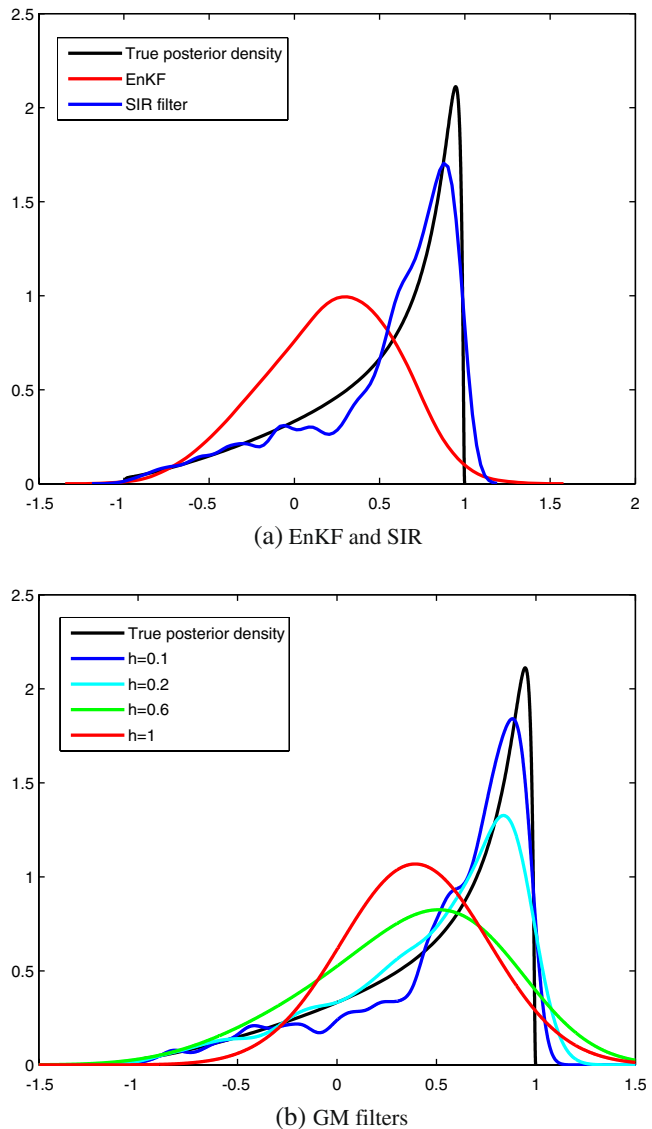 2.5
2
1.5
1
0.5
0
True posterior density
EnKF
SIR filter
-1.5 -1 -0.5 0 0.5 1 1.5 2
(a) EnKF and SIR
2.5
2
1.5
1
0.5
0
True posterior density
h=0.1
h=0.2
h=0.6
h=1
-1.5 -1 -0.5 0 0.5 1 1.5
(b) GM filters